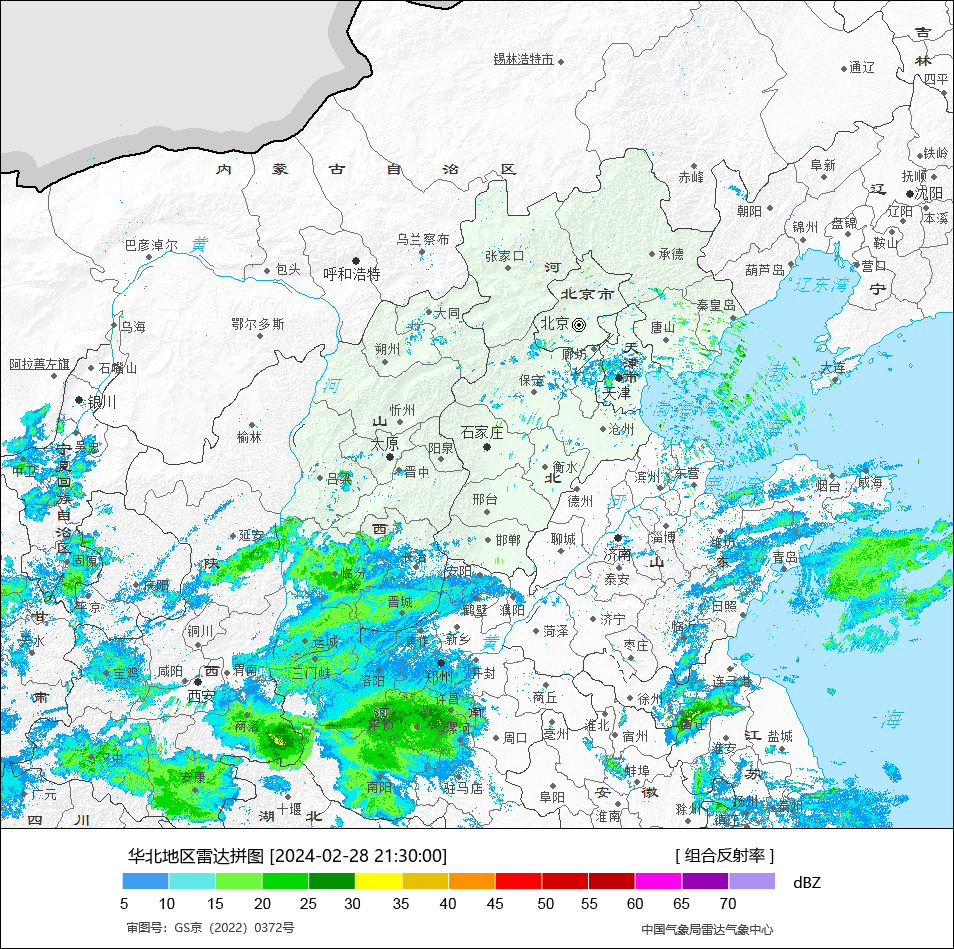 吉
林
锡林浩特市
通辽
四平
内 蒙 古 自 治 区
铁岭
阜新
抚顺
赤峰
辽
沈阳
朝阳
辽阳
本溪
锦州
盘锦
鞍山
巴彦淖尔
黄
乌兰察布
张家口
承德
河
葫芦岛
营口
包头
呼和浩特
辽东湾
宁
北京市
秦皇岛
大同
北京
乌海
鄂尔多斯
唐山
朔州
廊坊
天
津
市
阿拉善左旗
石嘴山
渤
大连
河
保定
天津
银川
忻州
渤海湾
山
石家庄
沧州
榆林
太原
阳泉
吴忠
宁
夏
回
族
自
治
区
中卫
晋中
衡水
吕梁
北
滨州
东营
烟台
威海
德州
河
邢台
西
延安
邯郸
聊城
济南
淄博
潍坊
青岛
固原
陕
长治
山
东
临汾
安阳
泰安
庆阳
平凉
晋城
鹤壁
濮阳
日照
甘
铜川
济宁
临沂
菏泽
新乡
黄
天水
运城
焦作
枣庄
宝鸡
咸阳
西
渭南
三门峡
洛阳
郑州
开封
连云港
肃
西安
商丘
徐州
许昌
商洛
河
南
平顶山
漯河
宿迁
海
周口
亳州
淮北
宿州
江
盐城
淮安
汉中
安康
蚌埠
苏
南阳
驻马店
广元
阜阳
安
徽
扬州
泰州
十堰
滁州
淮南
四
川
湖
北
镇江
华北地区雷达拼图 [2024-02-28 21:30:00]
[ 组合反射率 ]
5 10 15 20 25 30 35 40 45 50 55 60 65 70
dBZ
审图号：GS京（2022）0372号
中国气象局雷达气象中心